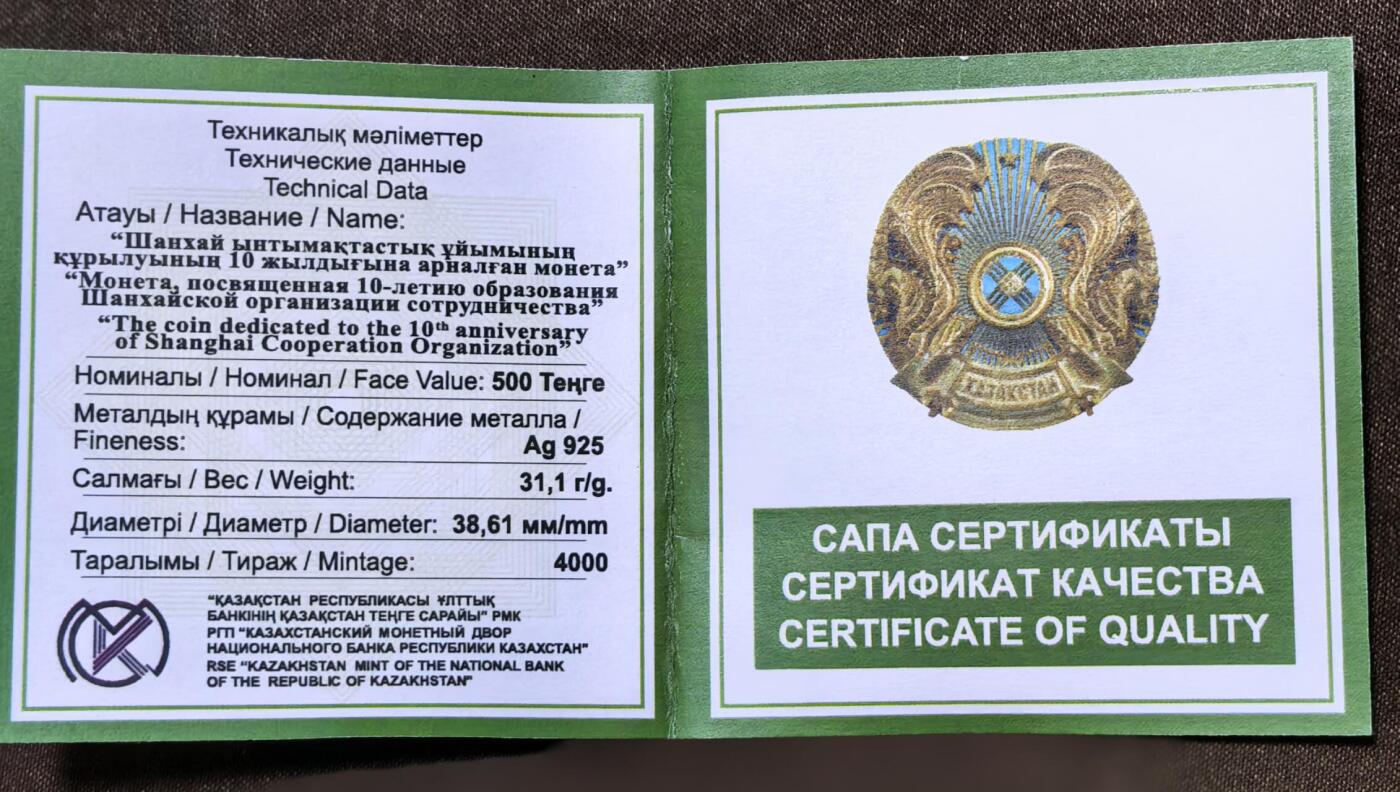 Техникалық мәліметтер
Технические данные
Technical Data
Атауы / Название / Name:
“Шанхай ынтымақтастық ұйымының
құрылуының 10 жылдығына арналған монета”
“Монета, посвященная 10-летию образования
Шанхайской организации сотрудничества”
“The coin dedicated to the 10th anniversary
of Shanghai Cooperation Organization”
Номиналы / Номинал / Face Value: 500 Теңге
Металдың құрамы / Содержание металла /
Fineness: Ag 925
Салмағы / Вес / Weight: 31,1 г/g.
Диаметрі / Диаметр / Diameter: 38,61 мм/mm
Таралымы / Тираж / Mintage: 4000
“ҚАЗАҚСТАН РЕСПУБЛИКАСЫ ҰЛТТЫҚ
БАНКІНІҢ ҚАЗАҚСТАН ТЕҢГЕ САРАЙЫ” РМК
РГП “КАЗАХСТАНСКИЙ МОНЕТНЫЙ ДВОР
НАЦИОНАЛЬНОГО БАНКА РЕСПУБЛИКИ КАЗАХСТАН”
RSE “KAZAKHSTAN MINT OF THE NATIONAL BANK
OF THE REPUBLIC OF KAZAKHSTAN”
ҚАЗАҚСТАН
САПА СЕРТИФИКАТЫ
СЕРТИФИКАТ КАЧЕСТВА
CERTIFICATE OF QUALITY